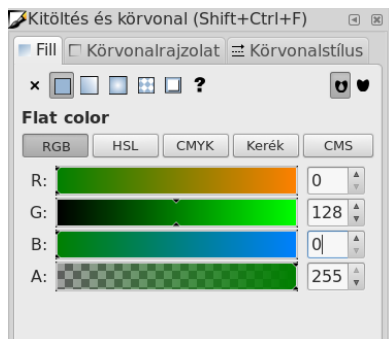 Kitöltés és körvonal (Shift+Ctrl+F)
Fill Körvonalrajzolat Körvonalstílus
× ?
Flat color
RGB HSL CMYK Kerék CMS
R: 0
G: 128
B: 0
A: 255